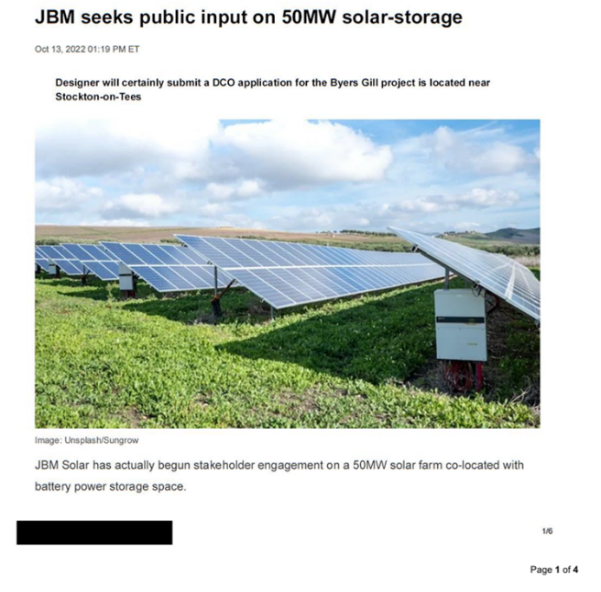 JBM seeks public input on 50MW solar-storage
Oct 13, 2022 01:19 PM ET
Designer will certainly submit a DCO application for the Byers Gill project is located near
Stockton-on-Tees
Image: Unsplash/Sungrow
JBM Solar has actually begun stakeholder engagement on a 50MW solar farm co-located with
battery power storage space.
1/6
Page 1 of 4